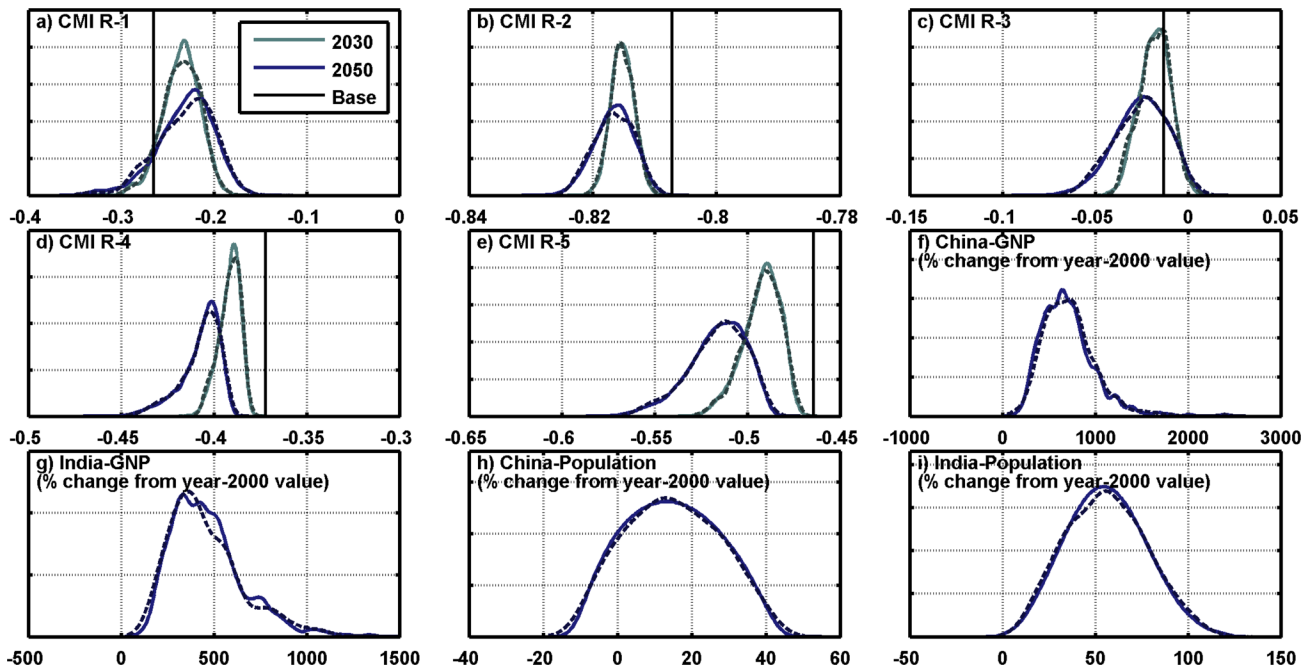 a) CMI R-1
2030
2050
Base
-0.4 -0.3 -0.2 -0.1 0
b) CMI R-2
-0.84 -0.82 -0.8 -0.78
c) CMI R-3
-0.15 -0.1 -0.05 0 0.05
d) CMI R-4
-0.5 -0.45 -0.4 -0.35 -0.3
e) CMI R-5
-0.65 -0.6 -0.55 -0.5 -0.45
f) China-GNP
(% change from year-2000 value)
-1000 0 1000 2000 3000
g) India-GNP
(% change from year-2000 value)
-500 0 500 1000 1500
h) China-Population
(% change from year-2000 value)
-40 -20 0 20 40 60
i) India-Population
(% change from year-2000 value)
-50 0 50 100 150